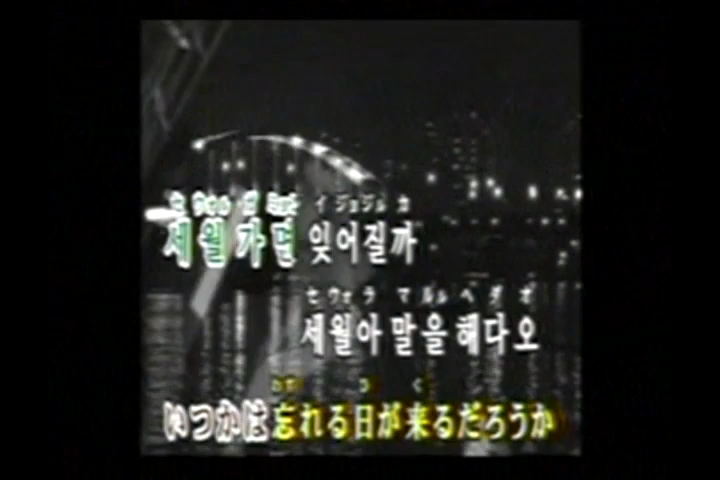 세월가면 잊어질까
イジョジルカ
세월아 말을 해다오
セウォラ マルル ヘダオ
いつかは忘れる日が来るだろうか